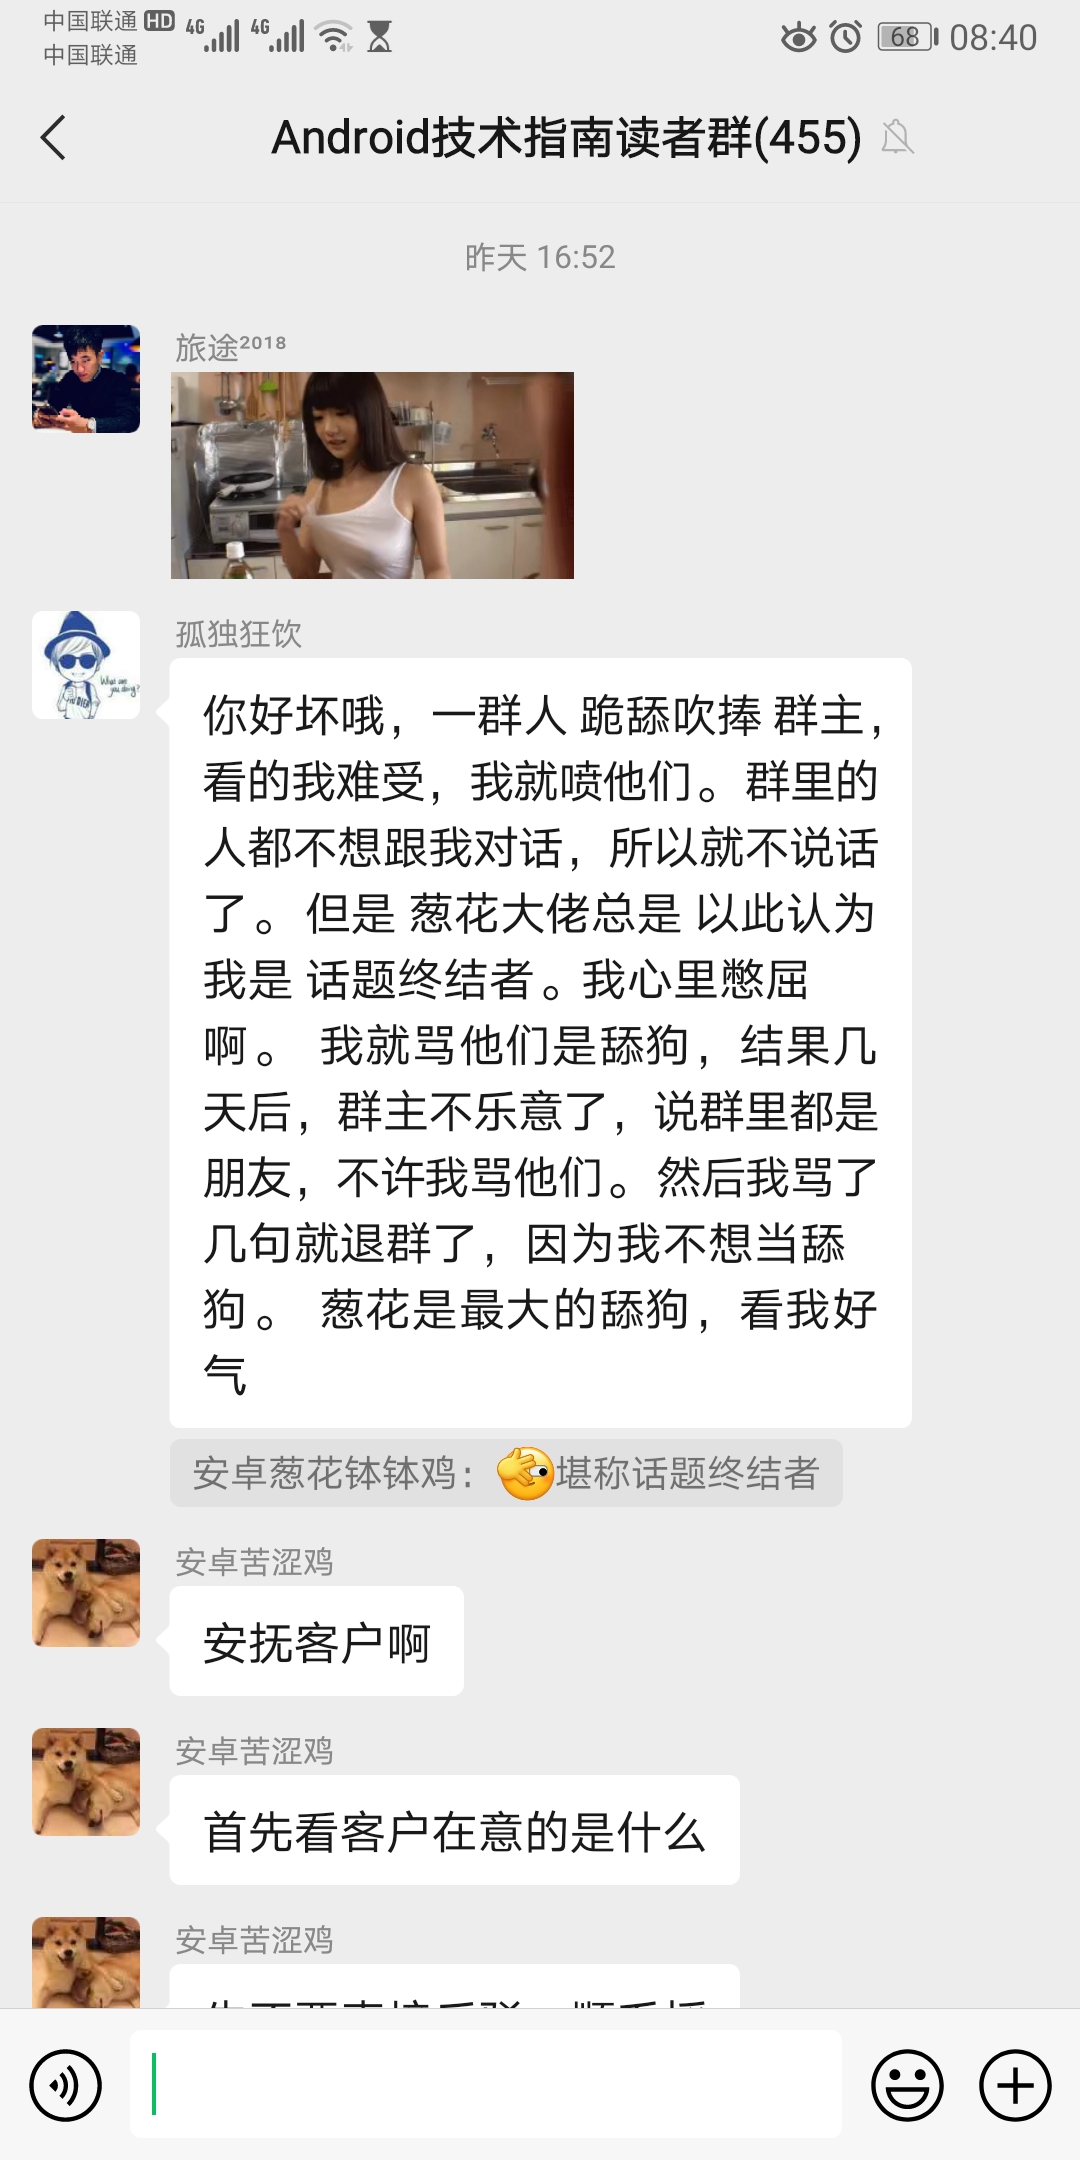 中国联通 HD 4G 4G 68 08:40
中国联通
Android技术指南读者群(455)
昨天 16:52
旅途²⁰¹⁸
孤独狂饮
What are
you doing?
你好坏哦，一群人 跪舔吹捧 群主，
看的我难受，我就喷他们。群里的
人都不想跟我对话，所以就不说话
了。但是 葱花大佬总是 以此认为
我是 话题终结者。我心里憋屈
啊。 我就骂他们是舔狗，结果几
天后，群主不乐意了，说群里都是
朋友，不许我骂他们。然后我骂了
几句就退群了，因为我不想当舔
狗。 葱花是最大的舔狗，看我好
气
安卓葱花钵钵鸡：堪称话题终结者
安卓苦涩鸡
安抚客户啊
安卓苦涩鸡
首先看客户在意的是什么
安卓苦涩鸡